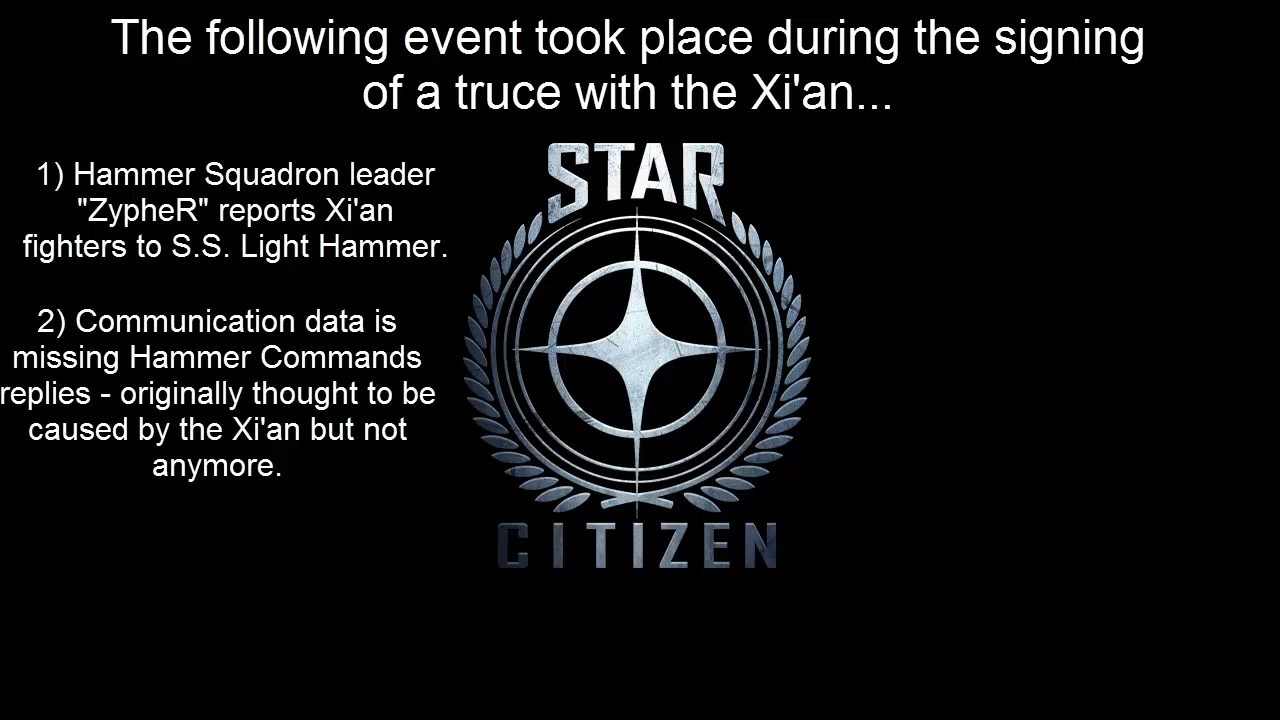 The following event took place during the signing
of a truce with the Xi'an...
1) Hammer Squadron leader
"ZypheR" reports Xi'an
fighters to S.S. Light Hammer.
2) Communication data is
missing Hammer Commands
replies - originally thought to be
caused by the Xi'an but not
anymore.
STAR
CITIZEN